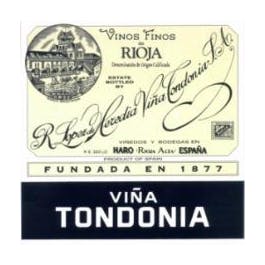 VINOS FINOS
DE
RIOJA
Denominación de Origen Calificada
ESTATE
BOTTLED
BY
R. López de Heredia Viña Tondonia, S.A.
VIÑEDOS Y BODEGAS EN
HARO (Rioja Alta) ESPAÑA
PRODUCT OF SPAIN
FUNDADA EN 1877
VIÑA
TONDONIA